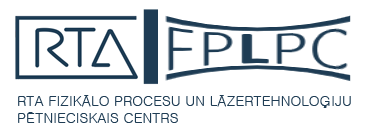 RTA FPLPC
RTA FIZIKĀLO PROCESU UN LĀZERTEHNOLOĢIJU
PĒTNIECISKAIS CENTRS